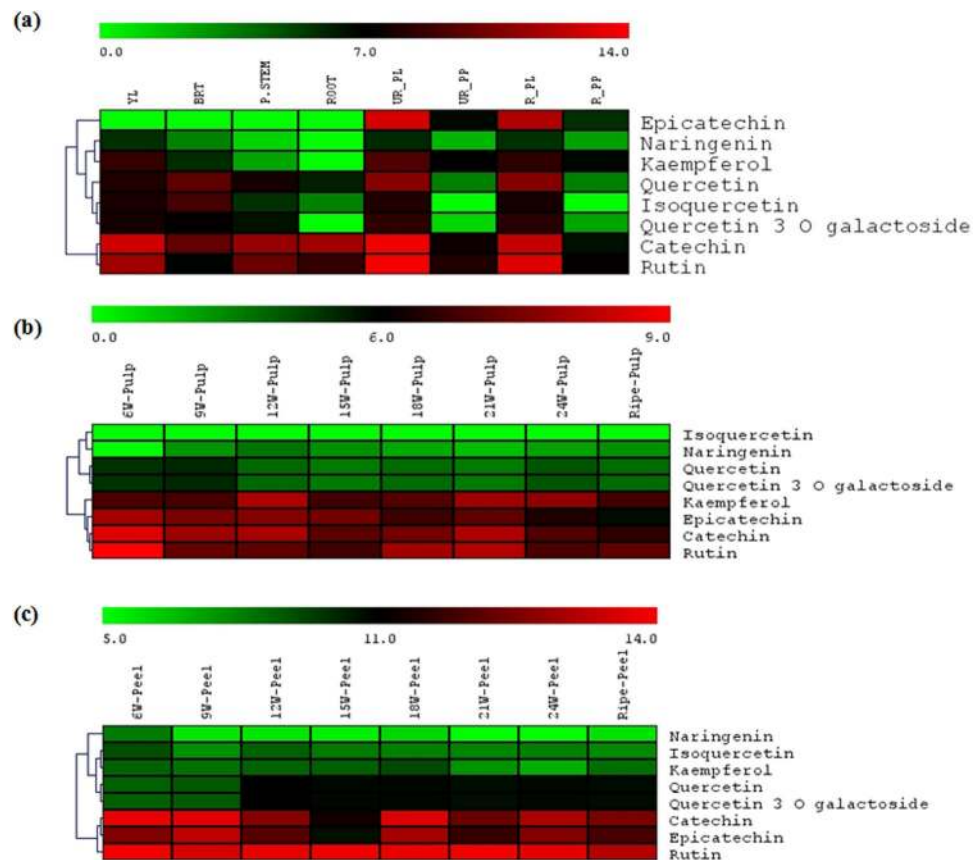 (a)
0.0 7.0 14.0
YL BRT P.STEM ROOT UR_PL UR_PP R_PL R_PP
Epicatechin
Naringenin
Kaempferol
Quercetin
Isoquercetin
Quercetin 3 O galactoside
Catechin
Rutin
(b)
0.0 6.0 9.0
6W-Pulp 9W-Pulp 12W-Pulp 15W-Pulp 18W-Pulp 21W-Pulp 24W-Pulp Ripe-Pulp
Isoquercetin
Naringenin
Quercetin
Quercetin 3 O galactoside
Kaempferol
Epicatechin
Catechin
Rutin
(c)
5.0 11.0 14.0
6W-Peel 9W-Peel 12W-Peel 15W-Peel 18W-Peel 21W-Peel 24W-Peel Ripe-Peel
Naringenin
Isoquercetin
Kaempferol
Quercetin
Quercetin 3 O galactoside
Catechin
Epicatechin
Rutin